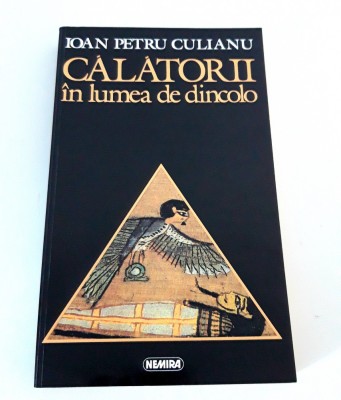 IOAN PETRU CULIANU
CĂLĂTORII
în lumea de dincolo
NEMIRA